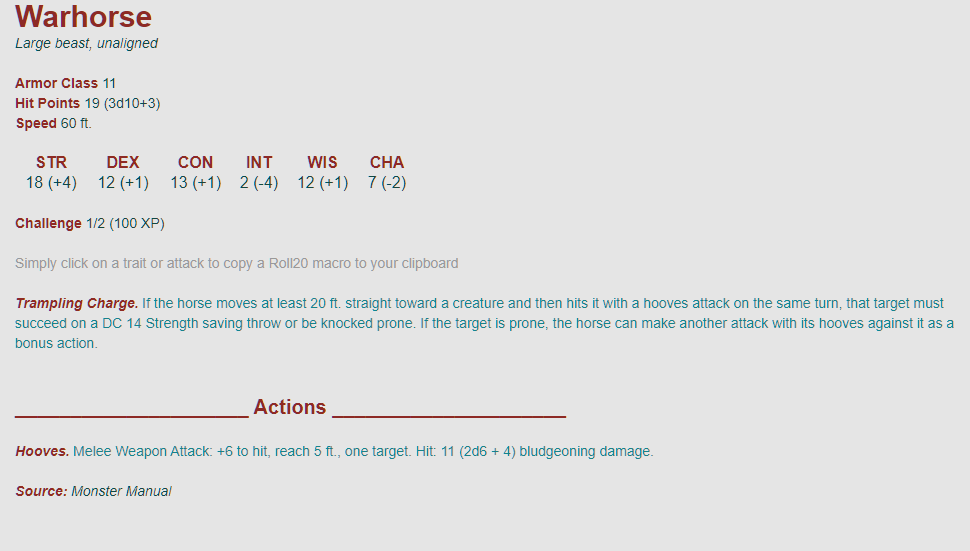 Warhorse
Large beast, unaligned
Armor Class 11
Hit Points 19 (3d10+3)
Speed 60 ft.
STR DEX CON INT WIS CHA
18 (+4) 12 (+1) 13 (+1) 2 (-4) 12 (+1) 7 (-2)
Challenge 1/2 (100 XP)
Simply click on a trait or attack to copy a Roll20 macro to your clipboard
Trampling Charge. If the horse moves at least 20 ft. straight toward a creature and then hits it with a hooves attack on the same turn, that target must
succeed on a DC 14 Strength saving throw or be knocked prone. If the target is prone, the horse can make another attack with its hooves against it as a
bonus action.
Actions
Hooves. Melee Weapon Attack: +6 to hit, reach 5 ft., one target. Hit: 11 (2d6 + 4) bludgeoning damage.
Source: Monster Manual